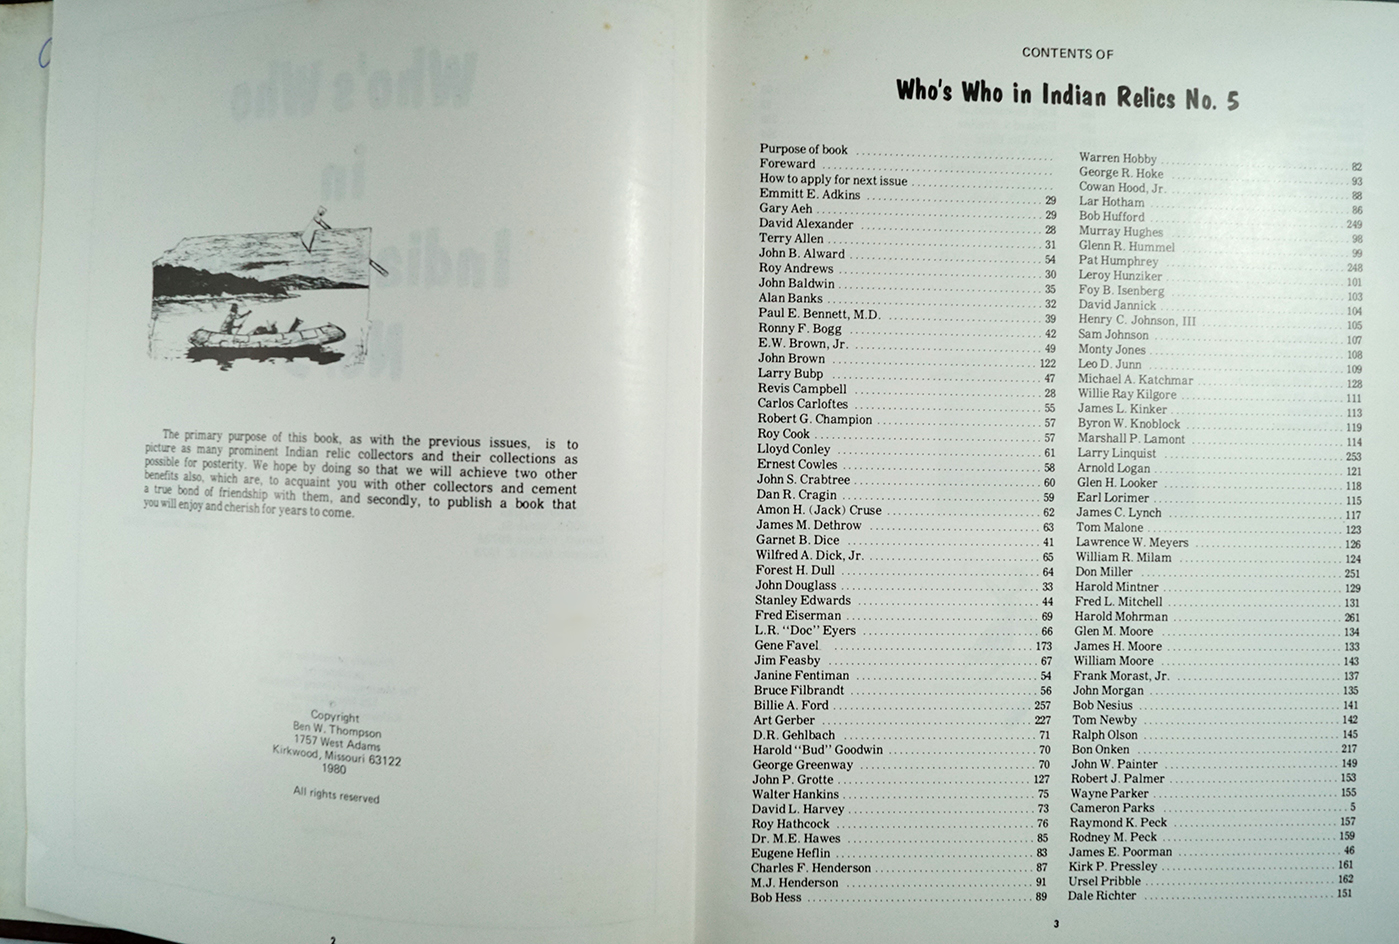 The primary purpose of this book, as with the previous issues, is to
picture as many prominent Indian relic collectors and their collections as
possible for posterity. We hope by doing so that we will achieve two other
benefits also, which are, to acquaint you with other collectors and cement
a true bond of friendship with them, and secondly, to publish a book that
you will enjoy and cherish for years to come.
Copyright
Ben W. Thompson
1757 West Adams
Kirkwood, Missouri 63122
1980
All rights reserved
2
CONTENTS OF
Who's Who in Indian Relics No. 5
Purpose of book
Foreward
How to apply for next issue
Emmitt E. Adkins 29
Gary Aeh 29
David Alexander 28
Terry Allen 31
John B. Alward 54
Roy Andrews 30
John Baldwin 35
Alan Banks 32
Paul E. Bennett, M.D. 39
Ronny F. Bogg 42
E.W. Brown, Jr. 49
John Brown 122
Larry Bubp 47
Revis Campbell 28
Carlos Carloftes 55
Robert G. Champion 57
Roy Cook 57
Lloyd Conley 61
Ernest Cowles 58
John S. Crabtree 60
Dan R. Cragin 59
Amon H. (Jack) Cruse 62
James M. Dethrow 63
Garnet B. Dice 41
Wilfred A. Dick, Jr. 65
Forest H. Dull 64
John Douglass 33
Stanley Edwards 44
Fred Eiserman 69
L.R. "Doc" Eyers 66
Gene Favel 173
Jim Feasby 67
Janine Fentiman 54
Bruce Filbrandt 56
Billie A. Ford 257
Art Gerber 227
D.R. Gehlbach 71
Harold "Bud" Goodwin 70
George Greenway 70
John P. Grotte 127
Walter Hankins 75
David L. Harvey 73
Roy Hathcock 76
Dr. M.E. Hawes 85
Eugene Heflin 83
Charles F. Henderson 87
M.J. Henderson 91
Bob Hess 89
Warren Hobby 82
George R. Hoke 93
Cowan Hood, Jr. 88
Lar Hotham 86
Bob Hufford 249
Murray Hughes 98
Glenn R. Hummel 99
Pat Humphrey 248
Leroy Hunziker 101
Foy B. Isenberg 103
David Jannick 104
Henry C. Johnson, III 105
Sam Johnson 107
Monty Jones 108
Leo D. Junn 109
Michael A. Katchmar 128
Willie Ray Kilgore 111
James L. Kinker 113
Byron W. Knoblock 119
Marshall P. Lamont 114
Larry Linquist 253
Arnold Logan 121
Glen H. Looker 118
Earl Lorimer 115
James C. Lynch 117
Tom Malone 123
Lawrence W. Meyers 126
William R. Milam 124
Don Miller 251
Harold Mintner 129
Fred L. Mitchell 131
Harold Mohrman 261
Glen M. Moore 134
James H. Moore 133
William Moore 143
Frank Morast, Jr. 137
John Morgan 135
Bob Nesius 141
Tom Newby 142
Ralph Olson 145
Bon Onken 217
John W. Painter 149
Robert J. Palmer 153
Wayne Parker 155
Cameron Parks 5
Raymond K. Peck 157
Rodney M. Peck 159
James E. Poorman 46
Kirk P. Pressley 161
Ursel Pribble 162
Dale Richter 151
3